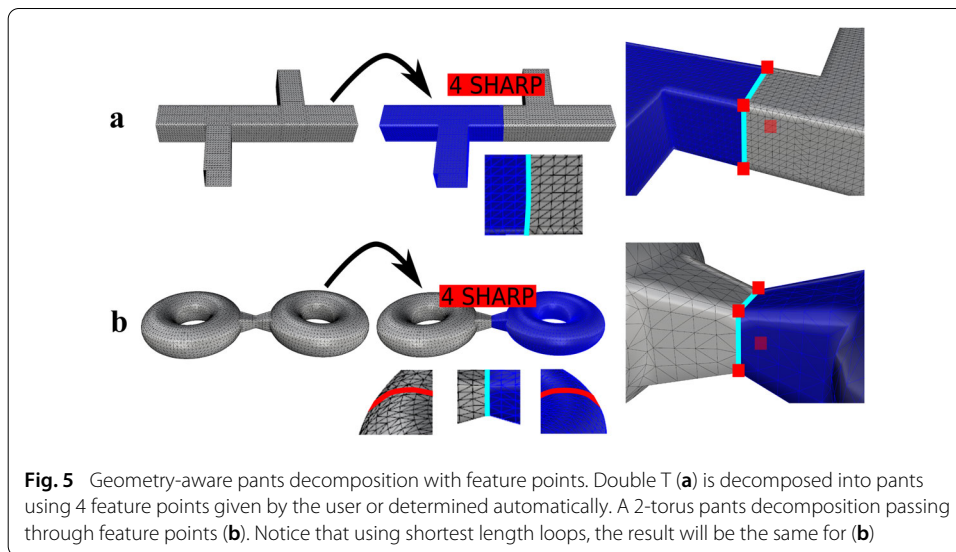 4 SHARP
a
4 SHARP
b
Fig. 5 Geometry-aware pants decomposition with feature points. Double T (a) is decomposed into pants
using 4 feature points given by the user or determined automatically. A 2-torus pants decomposition passing
through feature points (b). Notice that using shortest length loops, the result will be the same for (b)